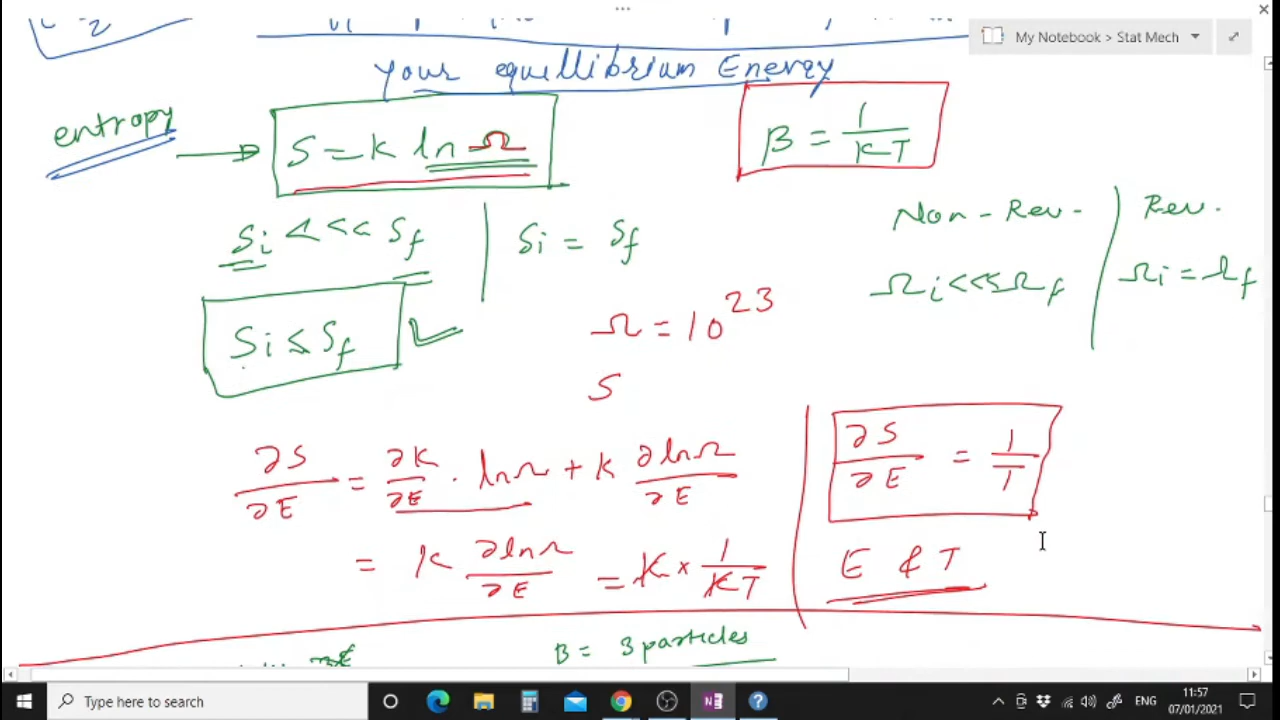 My Notebook > Stat Mech
your equillibrium Energy
entropy
S = K ln Ω
β = 1/KT
Non-Rev. | Rev.
Si <<< Sf | Si = Sf
Ωi <<< Ωf | Ωi = Ωf
Si ≤ Sf
Ω = 10^23
S
∂S/∂E = ∂K/∂E · lnΩ + K ∂lnΩ/∂E
∂S/∂E = 1/T
= K ∂lnΩ/∂E = K × 1/KT
E & T
B = 3 particles
Type here to search
ENG
11:57
07/01/2021